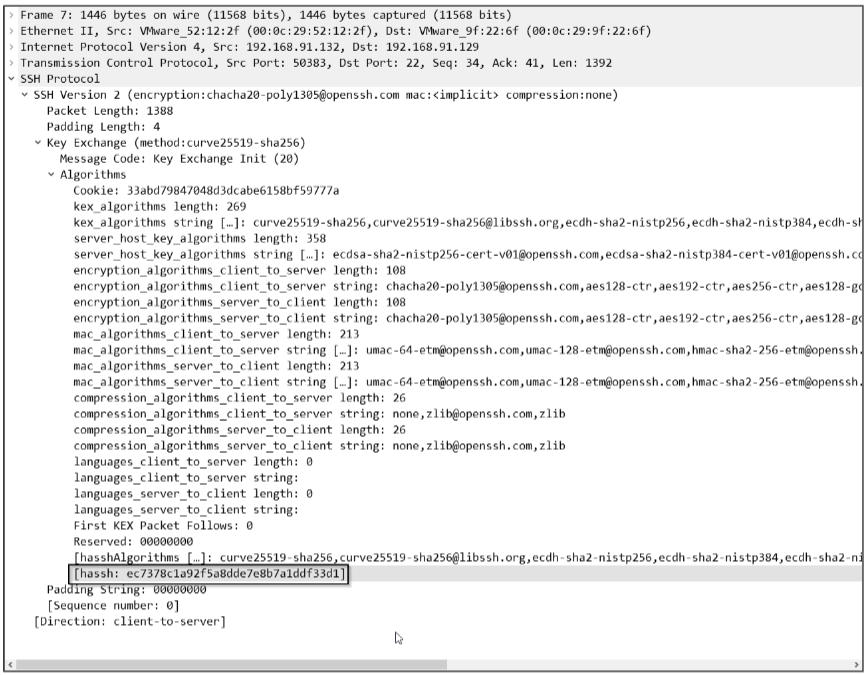 Frame 7: 1446 bytes on wire (11568 bits), 1446 bytes captured (11568 bits)
Ethernet II, Src: VMware_52:12:2f (00:0c:29:52:12:2f), Dst: VMware_9f:22:6f (00:0c:29:9f:22:6f)
Internet Protocol Version 4, Src: 192.168.91.132, Dst: 192.168.91.129
Transmission Control Protocol, Src Port: 50383, Dst Port: 22, Seq: 34, Ack: 41, Len: 1392
SSH Protocol
SSH Version 2 (encryption:chacha20-poly1305@openssh.com mac:<implicit> compression:none)
Packet Length: 1388
Padding Length: 4
Key Exchange (method:curve25519-sha256)
Message Code: Key Exchange Init (20)
Algorithms
Cookie: 33abd79847048d3dcabe6158bf59777a
kex_algorithms length: 269
kex_algorithms string […]: curve25519-sha256,curve25519-sha256@libssh.org,ecdh-sha2-nistp256,ecdh-sha2-nistp384,ecdh-sh
server_host_key_algorithms length: 358
server_host_key_algorithms string […]: ecdsa-sha2-nistp256-cert-v01@openssh.com,ecdsa-sha2-nistp384-cert-v01@openssh.co
encryption_algorithms_client_to_server length: 108
encryption_algorithms_client_to_server string: chacha20-poly1305@openssh.com,aes128-ctr,aes192-ctr,aes256-ctr,aes128-gc
encryption_algorithms_server_to_client length: 108
encryption_algorithms_server_to_client string: chacha20-poly1305@openssh.com,aes128-ctr,aes192-ctr,aes256-ctr,aes128-gc
mac_algorithms_client_to_server length: 213
mac_algorithms_client_to_server string […]: umac-64-etm@openssh.com,umac-128-etm@openssh.com,hmac-sha2-256-etm@openssh.
mac_algorithms_server_to_client length: 213
mac_algorithms_server_to_client string […]: umac-64-etm@openssh.com,umac-128-etm@openssh.com,hmac-sha2-256-etm@openssh.
compression_algorithms_client_to_server length: 26
compression_algorithms_client_to_server string: none,zlib@openssh.com,zlib
compression_algorithms_server_to_client length: 26
compression_algorithms_server_to_client string: none,zlib@openssh.com,zlib
languages_client_to_server length: 0
languages_client_to_server string:
languages_server_to_client length: 0
languages_server_to_client string:
First KEX Packet Follows: 0
Reserved: 00000000
[hasshAlgorithms […]: curve25519-sha256,curve25519-sha256@libssh.org,ecdh-sha2-nistp256,ecdh-sha2-nistp384,ecdh-sha2-ni
[hassh: ec7378c1a92f5a8dde7e8b7a1ddf33d1]
Padding String: 00000000
[Sequence number: 0]
[Direction: client-to-server]